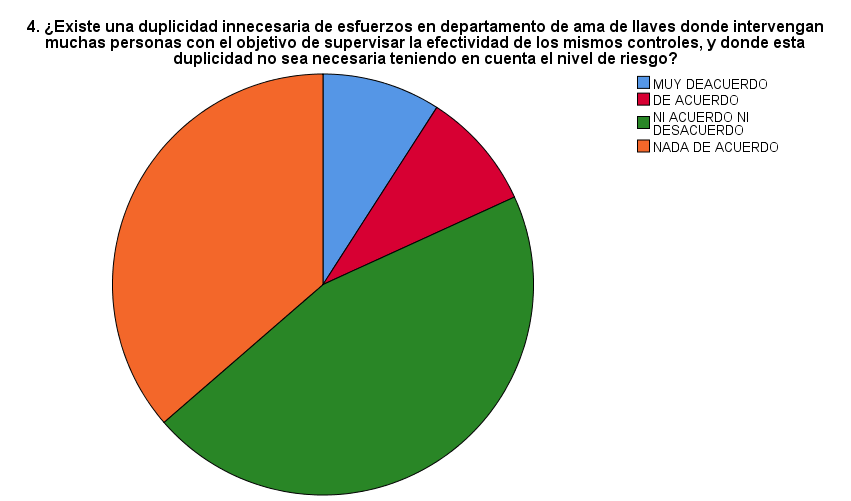 4. ¿Existe una duplicidad innecesaria de esfuerzos en departamento de ama de llaves donde intervengan
muchas personas con el objetivo de supervisar la efectividad de los mismos controles, y donde esta
duplicidad no sea necesaria teniendo en cuenta el nivel de riesgo?
MUY DEACUERDO
DE ACUERDO
NI ACUERDO NI
DESACUERDO
NADA DE ACUERDO